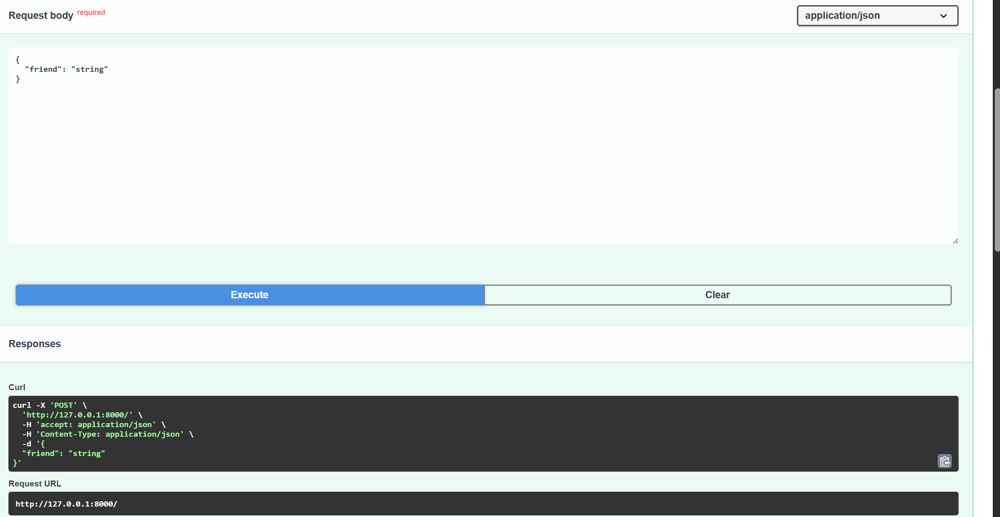 Request body required
application/json
{
  "friend": "string"
}
Execute
Clear
Responses
Curl
curl -X 'POST' \
  'http://127.0.0.1:8000/' \
  -H 'accept: application/json' \
  -H 'Content-Type: application/json' \
  -d '{
  "friend": "string"
}'
Request URL
http://127.0.0.1:8000/